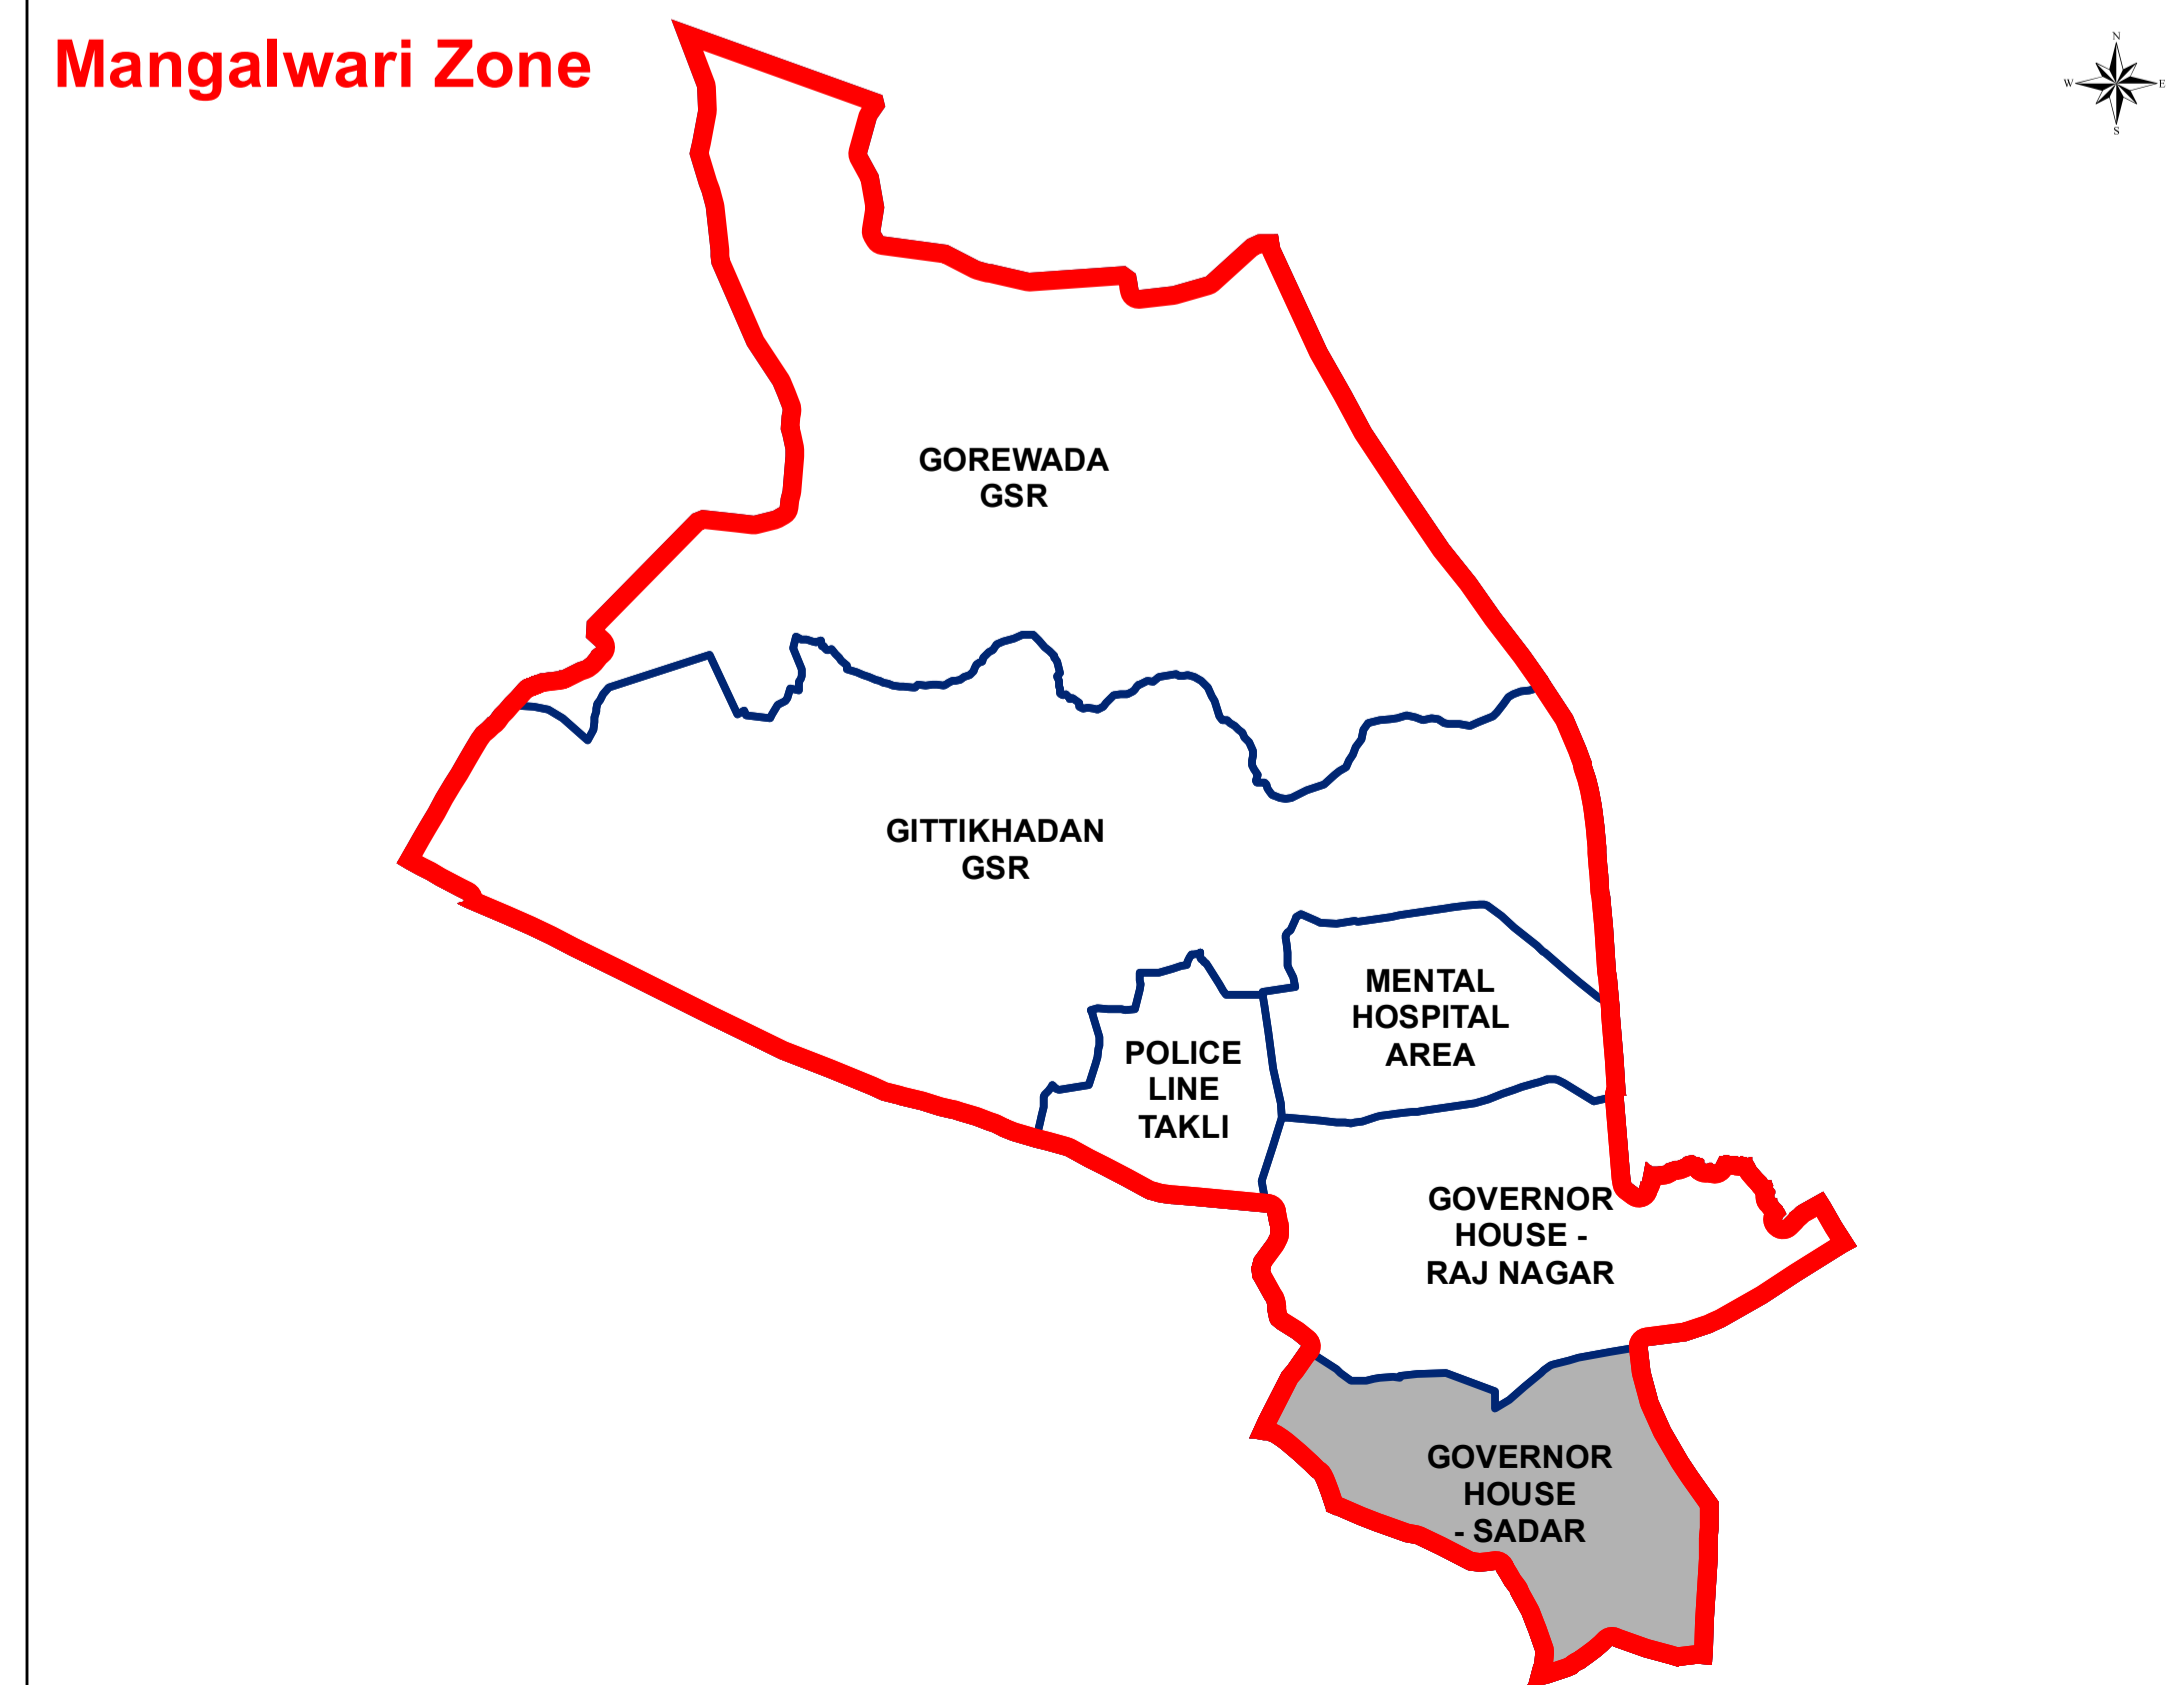 Mangalwari Zone
N
W E
S
GOREWADA
GSR
GITTIKHADAN
GSR
MENTAL
HOSPITAL
AREA
POLICE
LINE
TAKLI
GOVERNOR
HOUSE -
RAJ NAGAR
GOVERNOR
HOUSE
- SADAR